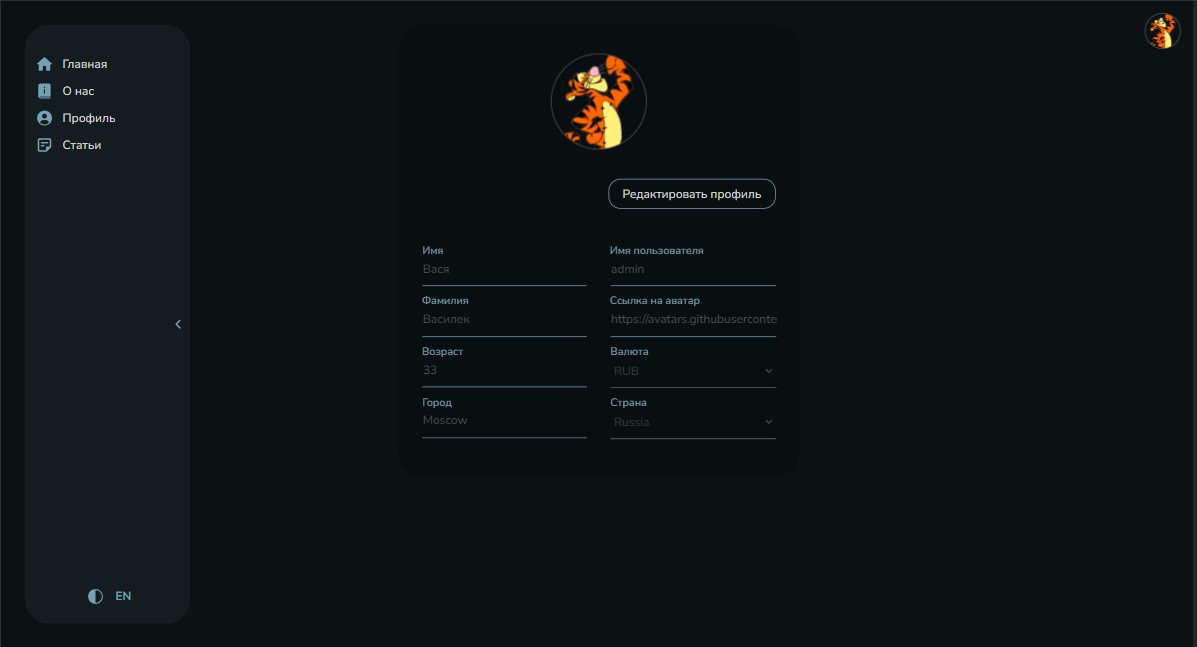 Главная
О нас
Профиль
Статьи
EN
Редактировать профиль
Имя
Вася
Имя пользователя
admin
Фамилия
Василек
Ссылка на аватар
https://avatars.githubuserconte
Возраст
33
Валюта
RUB
Город
Moscow
Страна
Russia